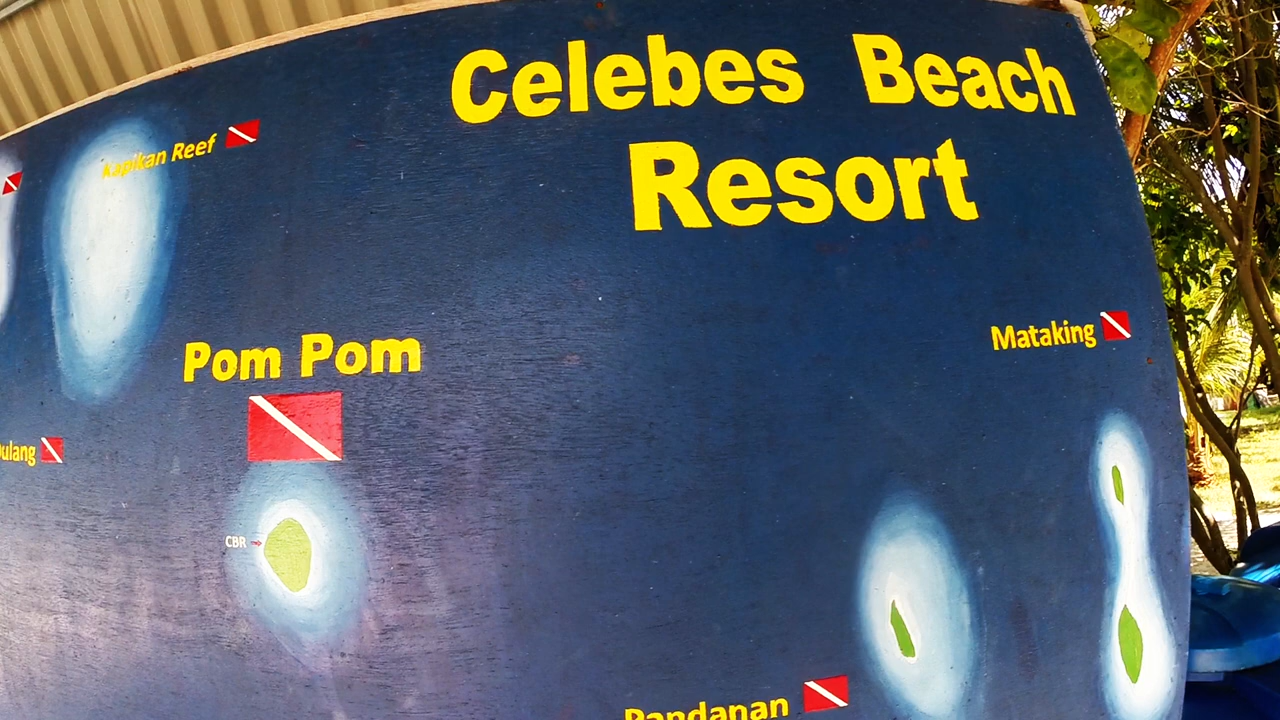 Celebes Beach
Resort
Kapikan Reef
Mataking
Pom Pom
CBR
Pandanan